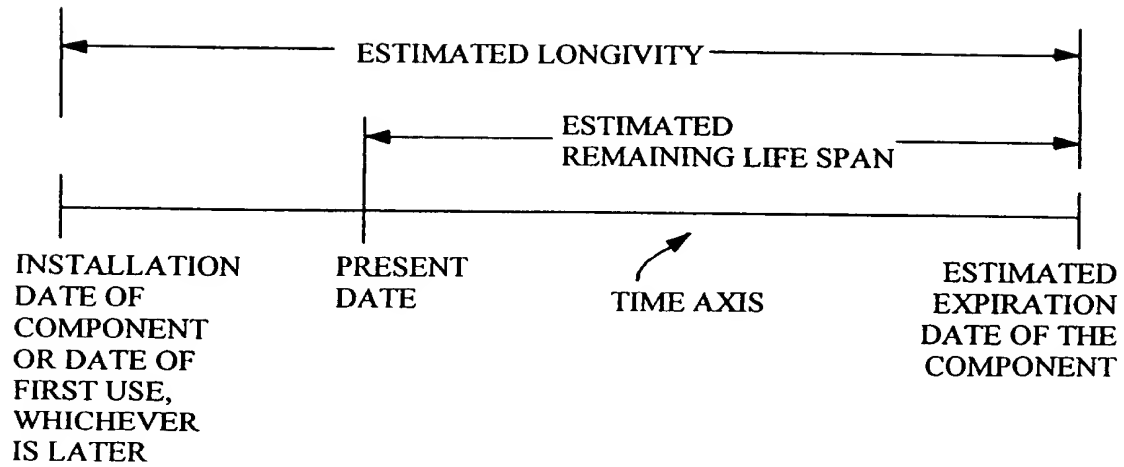 ESTIMATED LONGIVITY
ESTIMATED
REMAINING LIFE SPAN
INSTALLATION
DATE OF
COMPONENT
OR DATE OF
FIRST USE,
WHICHEVER
IS LATER
PRESENT
DATE
TIME AXIS
ESTIMATED
EXPIRATION
DATE OF THE
COMPONENT